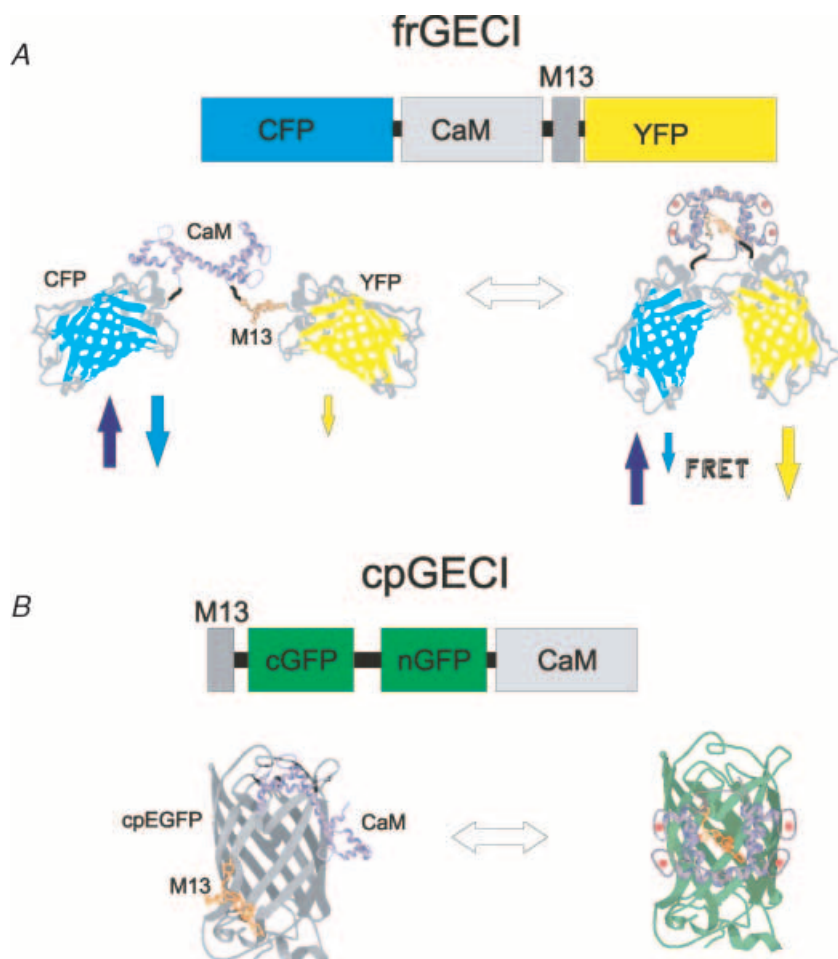 frGECI
A
M13
CFP CaM YFP
CaM
CFP YFP
M13
FRET
cpGECI
B
M13
cGFP nGFP CaM
cpEGFP CaM
M13